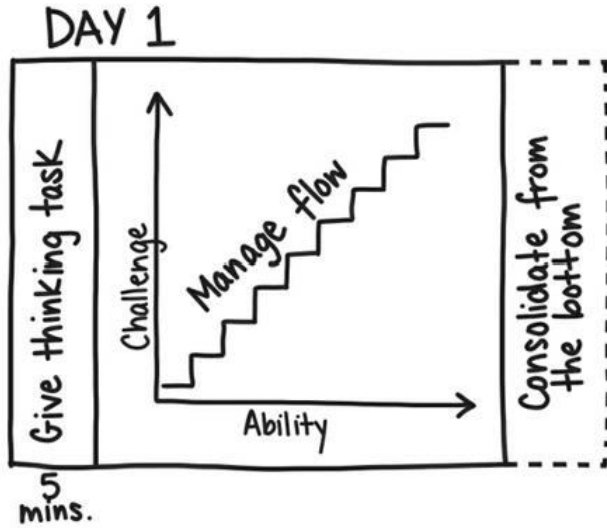 DAY 1
Give thinking task
Challenge
Manage flow
Ability
Consolidate from
the bottom
5
mins.